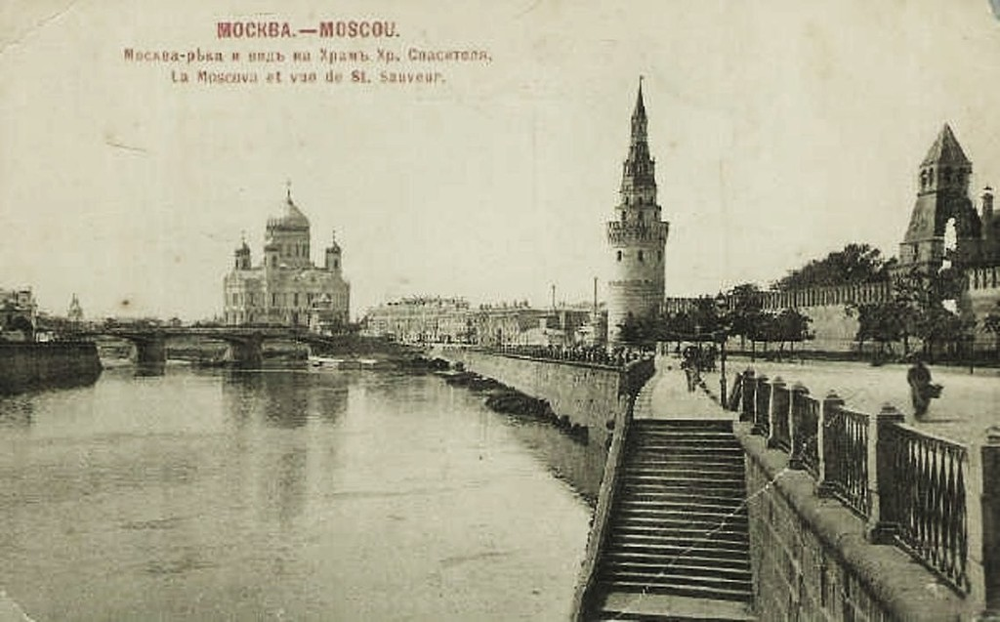 МОСКВА.—MOSCOU.
Москва-рѣка и видъ на Храмъ Хр. Спасителя.
La Moscova et vue de St. Sauveur.